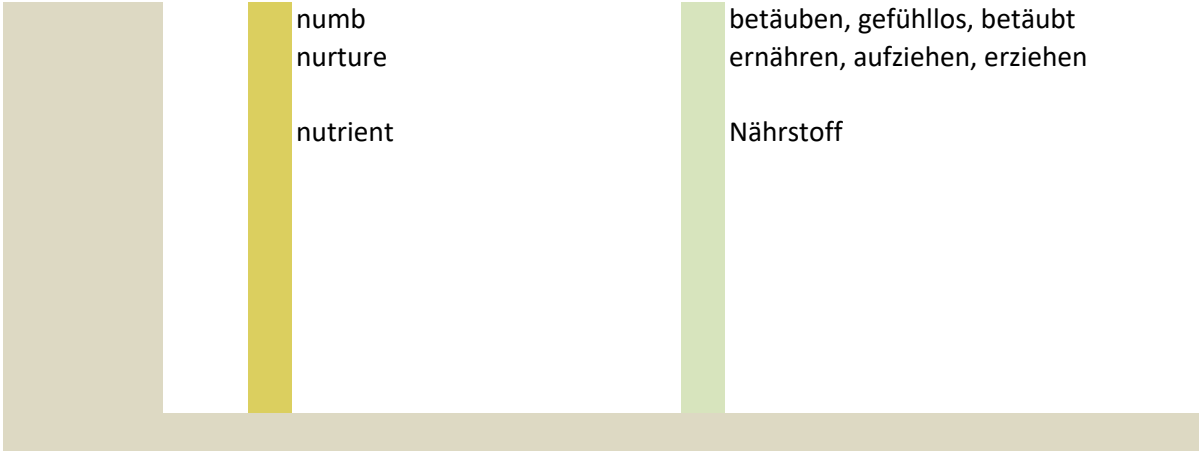 numb betäuben, gefühllos, betäubt
nurture ernähren, aufziehen, erziehen
nutrient Nährstoff